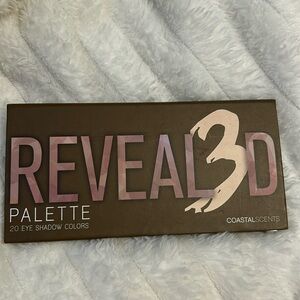 REVEAL3D
PALETTE
20 EYE SHADOW COLORS
COASTALSCENTS